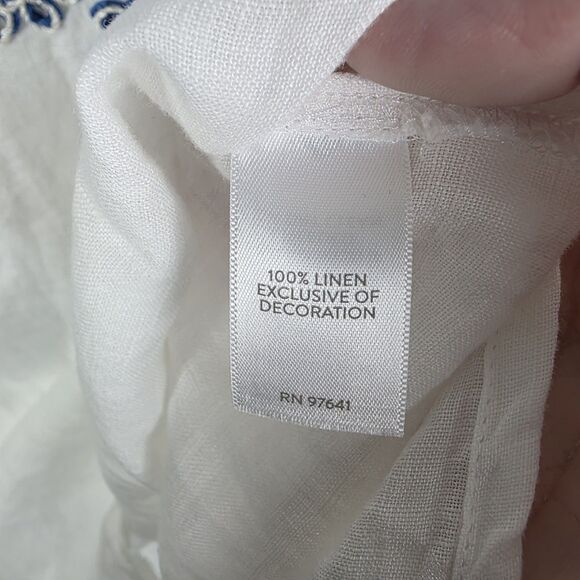 100% LINEN
EXCLUSIVE OF
DECORATION
RN 97641